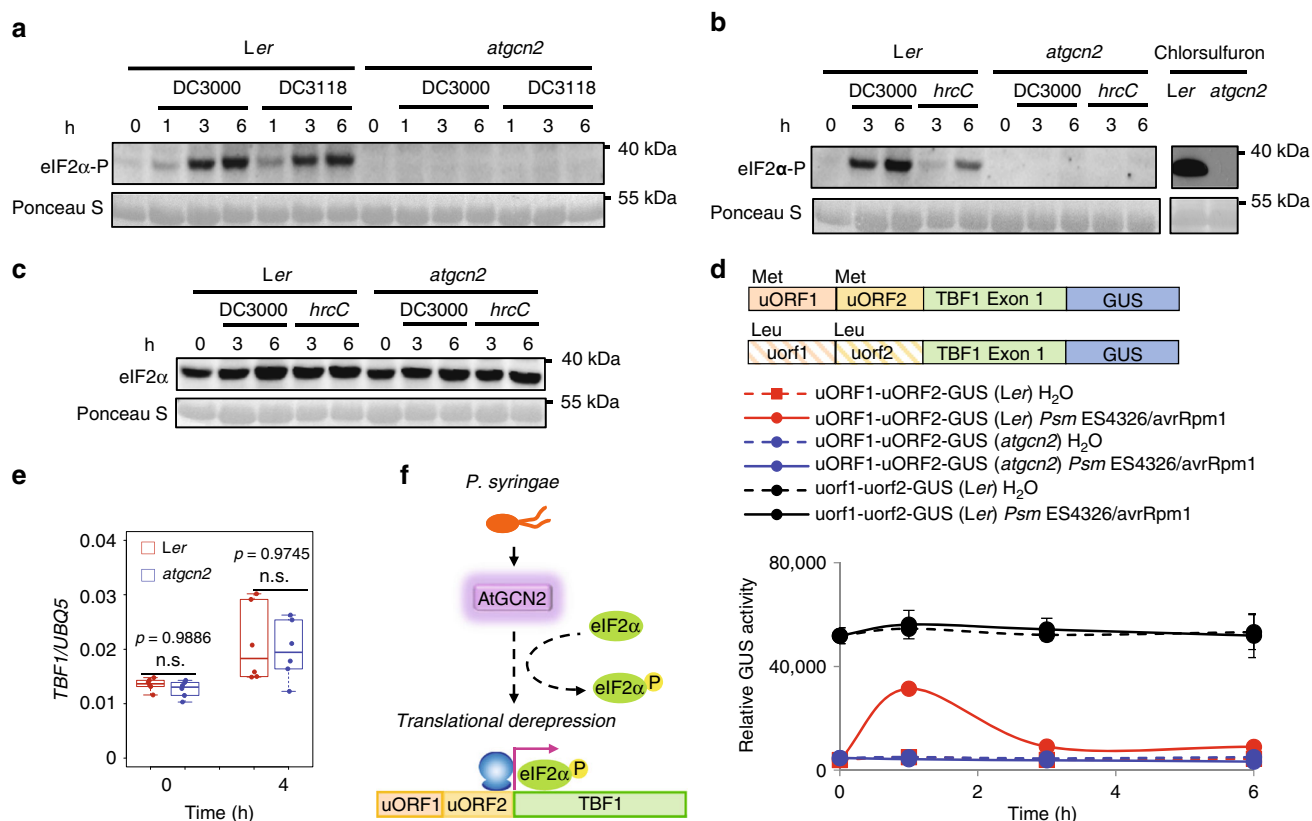 a
Ler atgcn2
DC3000 DC3118 DC3000 DC3118
h 0 1 3 6 1 3 6 0 1 3 6 1 3 6
eIF2α-P 40 kDa
Ponceau S 55 kDa
b
Ler atgcn2 Chlorsulfuron
DC3000 hrcC DC3000 hrcC Ler atgcn2
h 0 3 6 3 6 0 3 6 3 6
eIF2α-P 40 kDa
Ponceau S 55 kDa
c
Ler atgcn2
DC3000 hrcC DC3000 hrcC
h 0 3 6 3 6 0 3 6 3 6
eIF2α 40 kDa
Ponceau S 55 kDa
d
Met Met
uORF1 uORF2 TBF1 Exon 1 GUS
Leu Leu
uorf1 uorf2 TBF1 Exon 1 GUS
uORF1-uORF2-GUS (Ler) H₂O
uORF1-uORF2-GUS (Ler) Psm ES4326/avrRpm1
uORF1-uORF2-GUS (atgcn2) H₂O
uORF1-uORF2-GUS (atgcn2) Psm ES4326/avrRpm1
uorf1-uorf2-GUS (Ler) H₂O
uorf1-uorf2-GUS (Ler) Psm ES4326/avrRpm1
Relative GUS activity
80,000
40,000
0
0 2 4 6
Time (h)
e
TBF1/UBQ5
0.04
0.03
0.02
0.01
0
Ler
atgcn2
p = 0.9745
n.s.
p = 0.9886
n.s.
0 4
Time (h)
f
P. syringae
AtGCN2
eIF2α
eIF2α P
Translational derepression
eIF2α P
uORF1 uORF2 TBF1